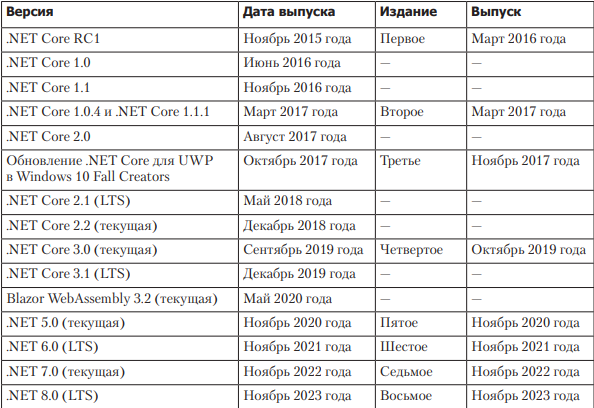 Версия Дата выпуска Издание Выпуск
.NET Core RC1 Ноябрь 2015 года Первое Март 2016 года
.NET Core 1.0 Июнь 2016 года — —
.NET Core 1.1 Ноябрь 2016 года — —
.NET Core 1.0.4 и .NET Core 1.1.1 Март 2017 года Второе Март 2017 года
.NET Core 2.0 Август 2017 года — —
Обновление .NET Core для UWP Октябрь 2017 года Третье Ноябрь 2017 года
в Windows 10 Fall Creators
.NET Core 2.1 (LTS) Май 2018 года — —
.NET Core 2.2 (текущая) Декабрь 2018 года — —
.NET Core 3.0 (текущая) Сентябрь 2019 года Четвертое Октябрь 2019 года
.NET Core 3.1 (LTS) Декабрь 2019 года — —
Blazor WebAssembly 3.2 (текущая) Май 2020 года — —
.NET 5.0 (текущая) Ноябрь 2020 года Пятое Ноябрь 2020 года
.NET 6.0 (LTS) Ноябрь 2021 года Шестое Ноябрь 2021 года
.NET 7.0 (текущая) Ноябрь 2022 года Седьмое Ноябрь 2022 года
.NET 8.0 (LTS) Ноябрь 2023 года Восьмое Ноябрь 2023 года